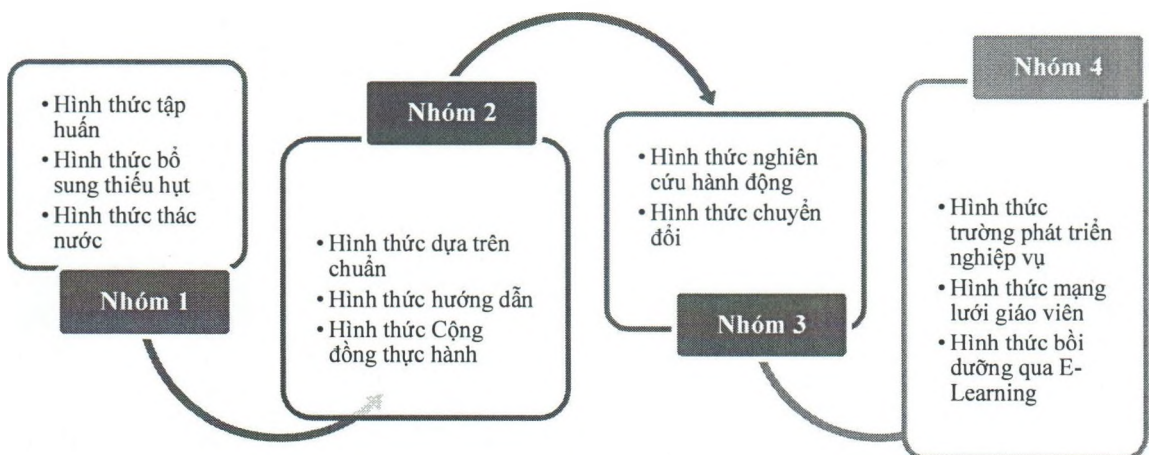 • Hình thức tập
huấn
• Hình thức bổ
sung thiếu hụt
• Hình thức thác
nước
Nhóm 1
Nhóm 2
• Hình thức dựa trên
chuẩn
• Hình thức hướng dẫn
• Hình thức Cộng
đồng thực hành
• Hình thức nghiên
cứu hành động
• Hình thức chuyển
đổi
Nhóm 3
Nhóm 4
• Hình thức
trường phát triển
nghiệp vụ
• Hình thức mạng
lưới giáo viên
• Hình thức bồi
dưỡng qua E-
Learning